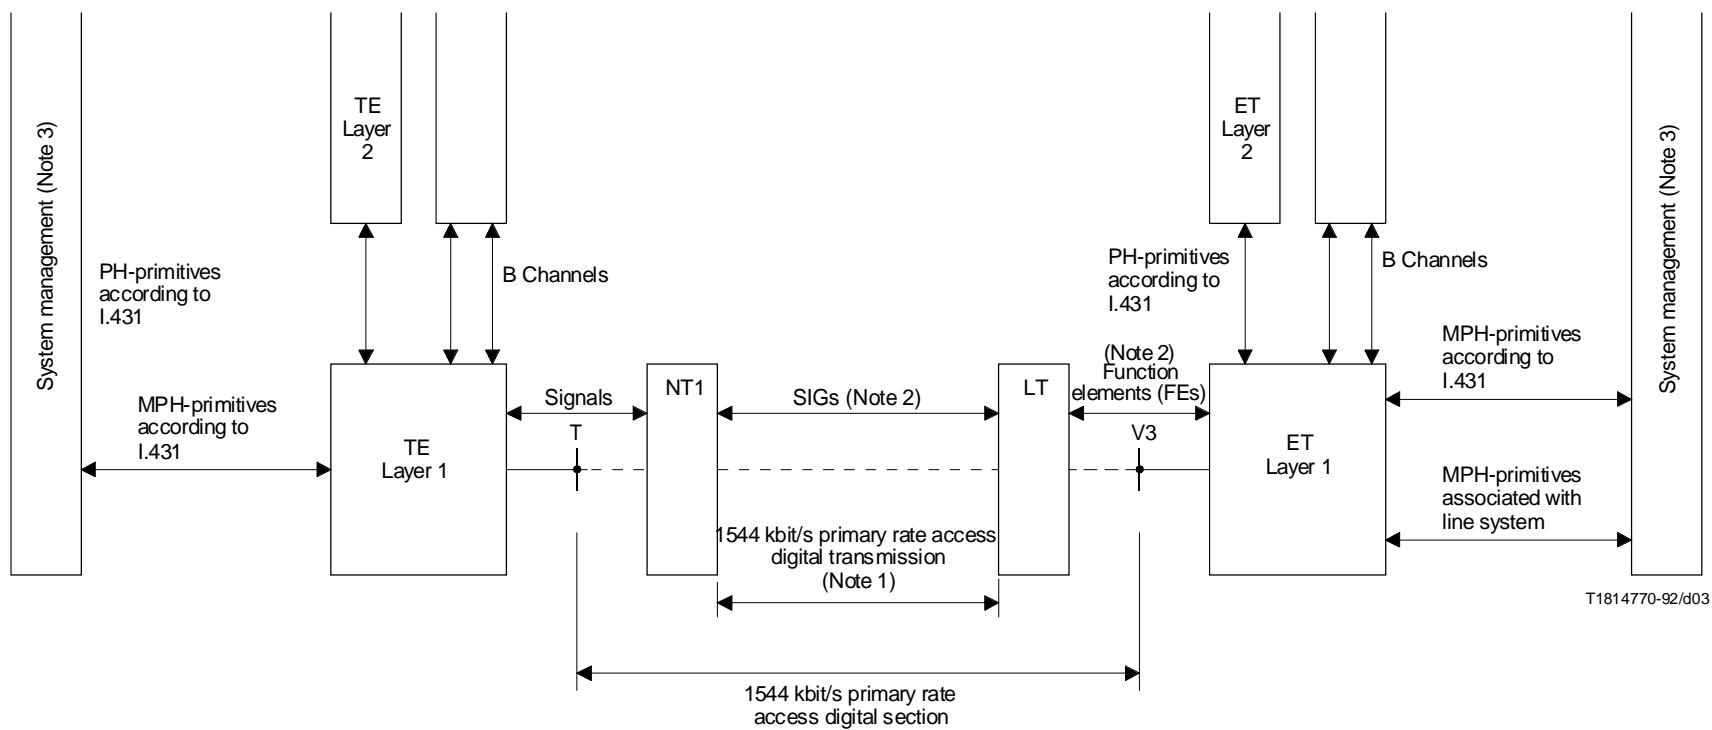 System management (Note 3)
TE
Layer
2
PH-primitives
according to
I.431
B Channels
MPH-primitives
according to
I.431
TE
Layer 1
Signals
T
NT1
SIGs (Note 2)
1544 kbit/s primary rate access
digital transmission
(Note 1)
LT
(Note 2)
Function
elements (FEs)
V3
1544 kbit/s primary rate
access digital section
ET
Layer
2
PH-primitives
according to
I.431
B Channels
ET
Layer 1
MPH-primitives
according to
I.431
MPH-primitives
associated with
line system
System management (Note 3)
T1814770-92/d03